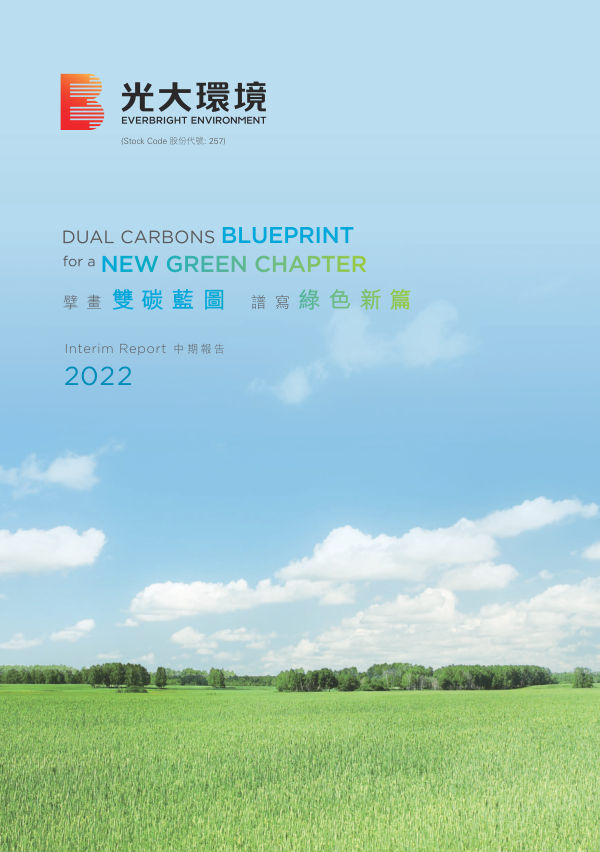 光大環境
EVERBRIGHT ENVIRONMENT
(Stock Code 股份代號: 257)
DUAL CARBONS BLUEPRINT
for a NEW GREEN CHAPTER
擘畫 雙碳藍圖 譜寫 綠色新篇
Interim Report 中期報告
2022